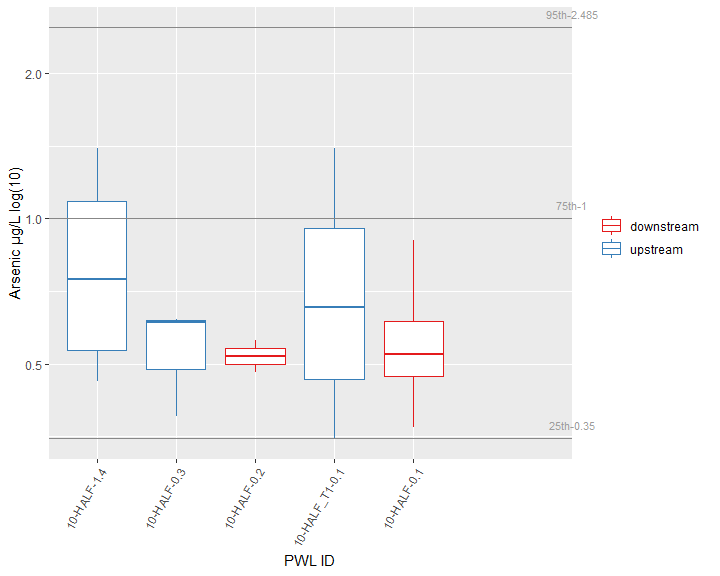 95th-2.485
2.0
75th-1
1.0
0.5
25th-0.35
Arsenic µg/L log(10)
10-HALF-1.4
10-HALF-0.3
10-HALF-0.2
10-HALF_T1-0.1
10-HALF-0.1
PWL ID
downstream
upstream